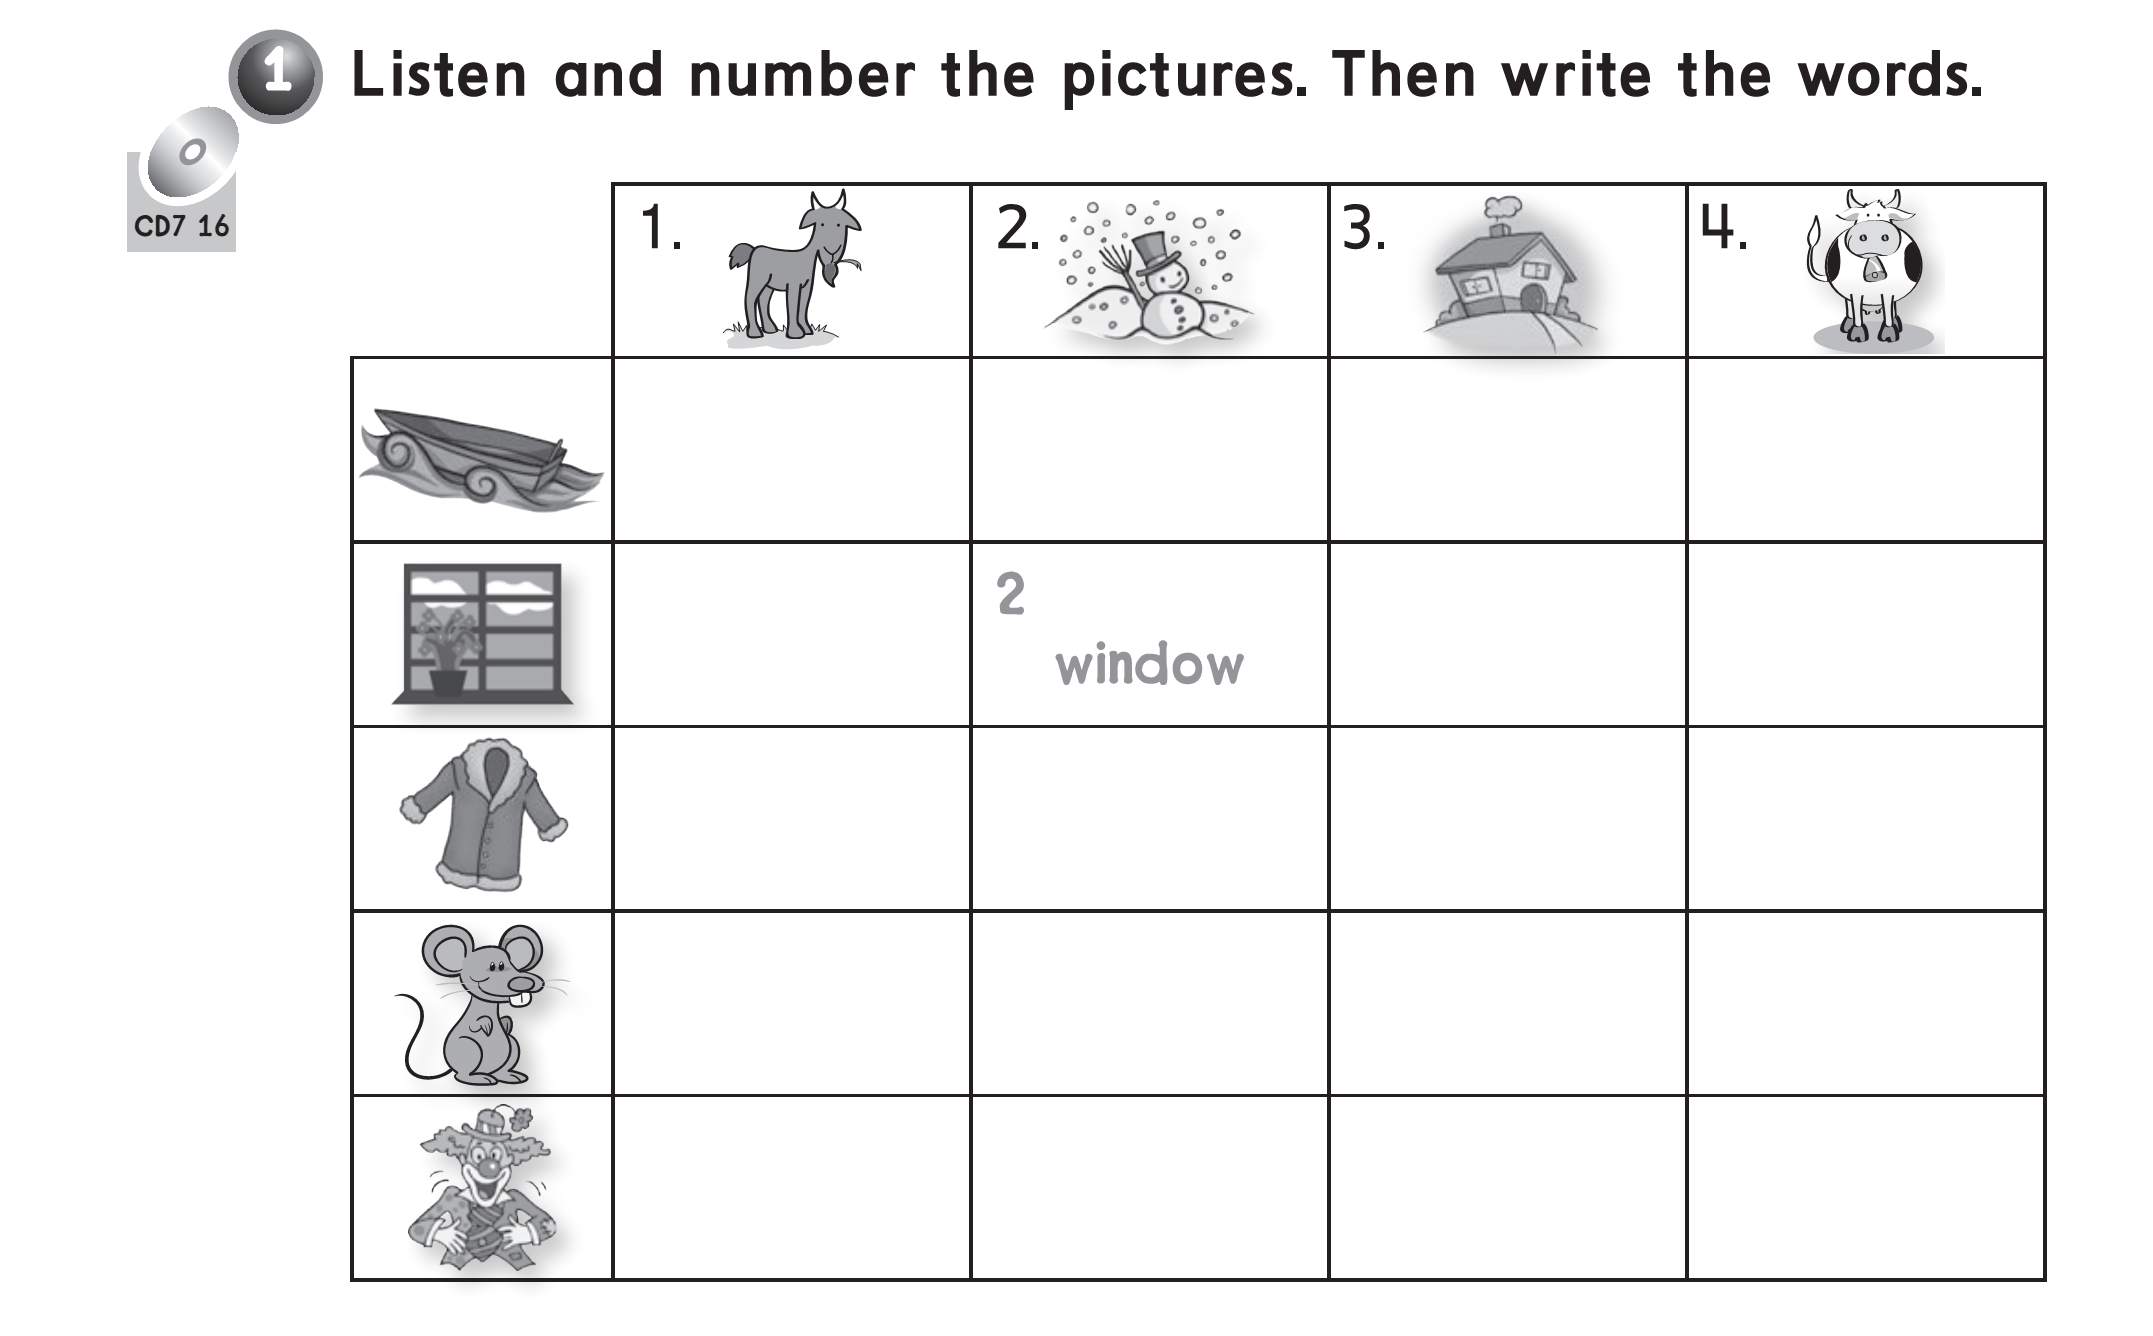 1 Listen and number the pictures. Then write the words.
CD7 16
1. 2. 3. 4.
2
window